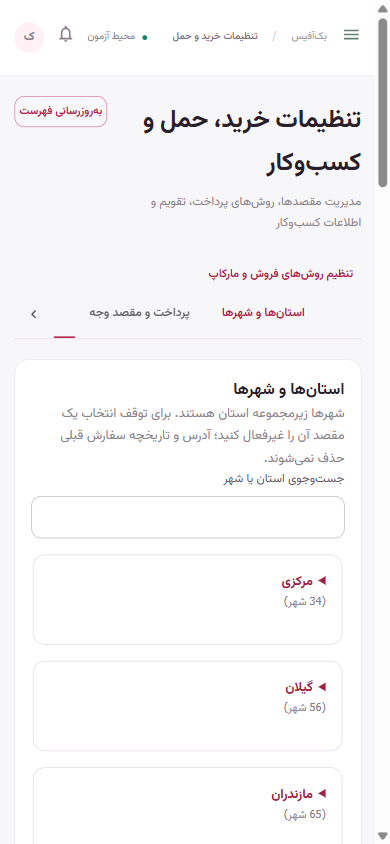 بک‌آفیس / تنظیمات خرید و حمل
محیط آزمون
ک
تنظیمات خرید، حمل و
کسب‌وکار
به‌روزرسانی فهرست
مدیریت مقصدها، روش‌های پرداخت، تقویم و
اطلاعات کسب‌وکار
تنظیم روش‌های فروش و مارکاپ
استان‌ها و شهرها
پرداخت و مقصد وجه
استان‌ها و شهرها
شهرها زیرمجموعه استان هستند. برای توقف انتخاب یک
مقصد آن را غیرفعال کنید؛ آدرس و تاریخچه سفارش قبلی
حذف نمی‌شوند.
جست‌وجوی استان یا شهر
مرکزی
(34 شهر)
گیلان
(56 شهر)
مازندران
(65 شهر)